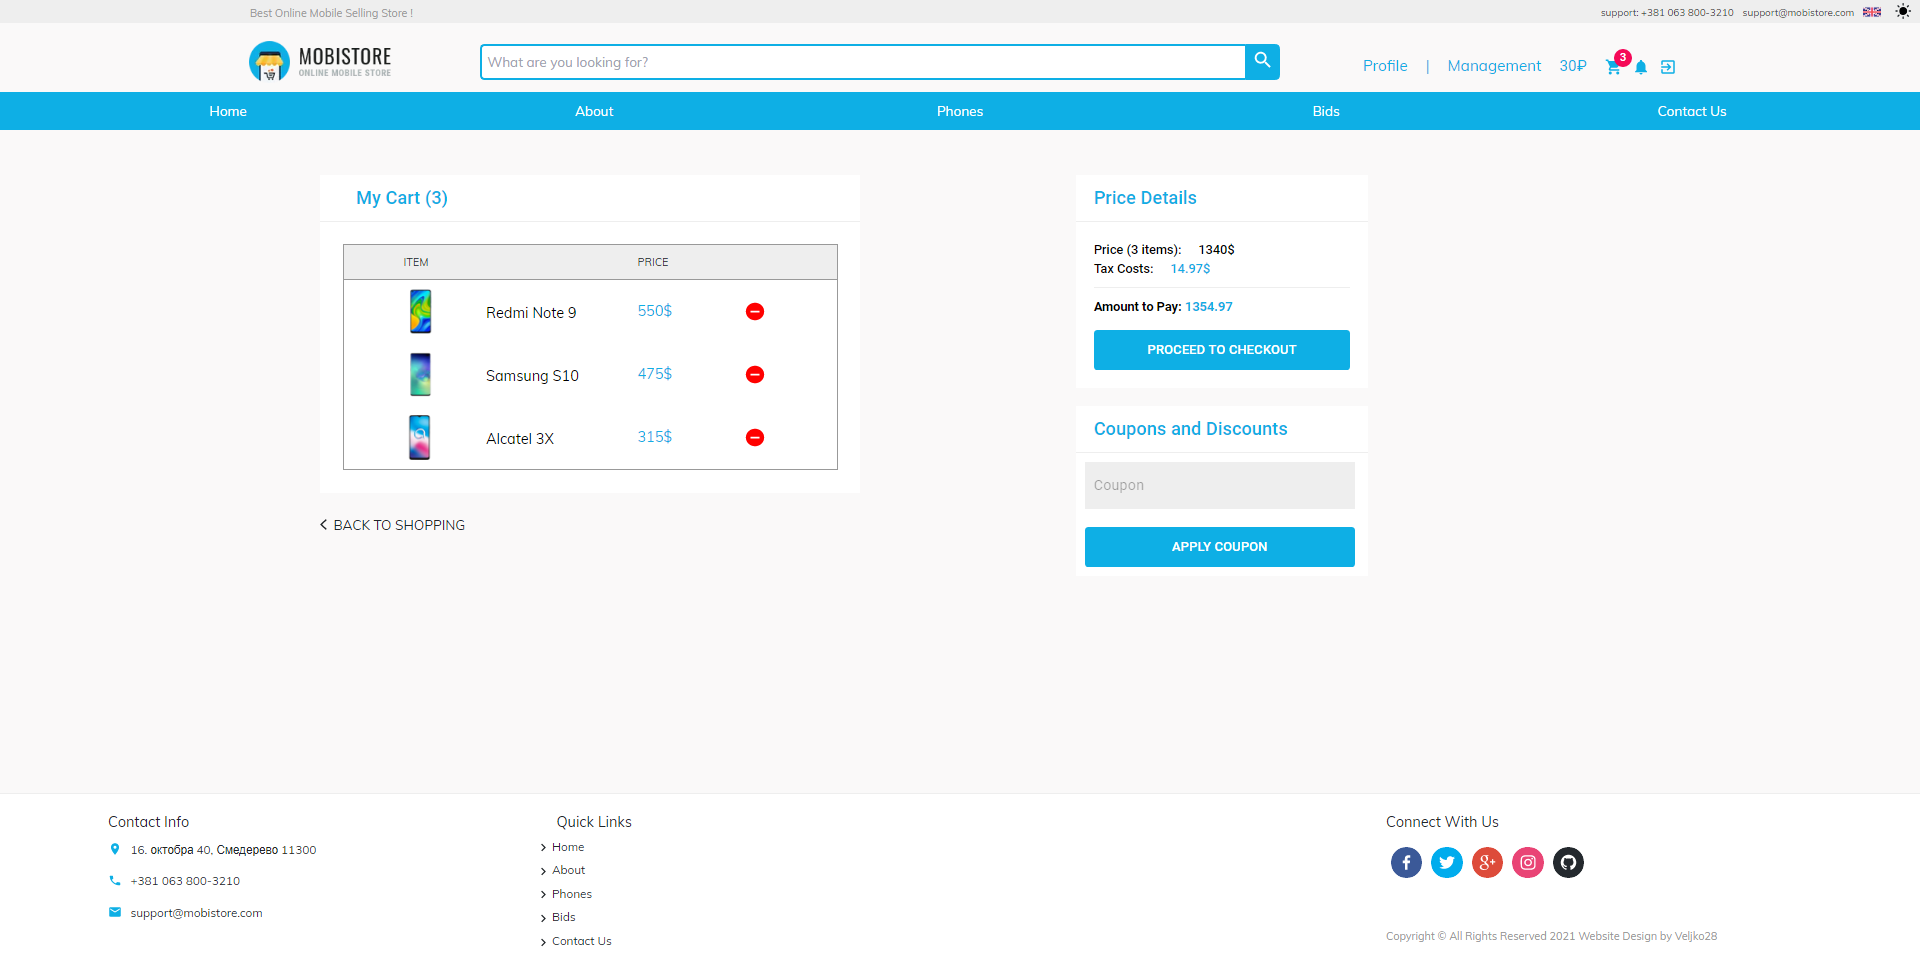 Best Online Mobile Selling Store !
support: +381 063 800-3210 support@mobistore.com
MOBISTORE
ONLINE MOBILE STORE
What are you looking for?
Profile | Management 30₽ 3
Home About Phones Bids Contact Us
My Cart (3)
ITEM PRICE
Redmi Note 9 550$
Samsung S10 475$
Alcatel 3X 315$
BACK TO SHOPPING
Price Details
Price (3 items): 1340$
Tax Costs: 14.97$
Amount to Pay: 1354.97
PROCEED TO CHECKOUT
Coupons and Discounts
Coupon
APPLY COUPON
Contact Info
16. октобра 40, Смедерево 11300
+381 063 800-3210
support@mobistore.com
Quick Links
Home
About
Phones
Bids
Contact Us
Connect With Us
Copyright © All Rights Reserved 2021 Website Design by Veljko28